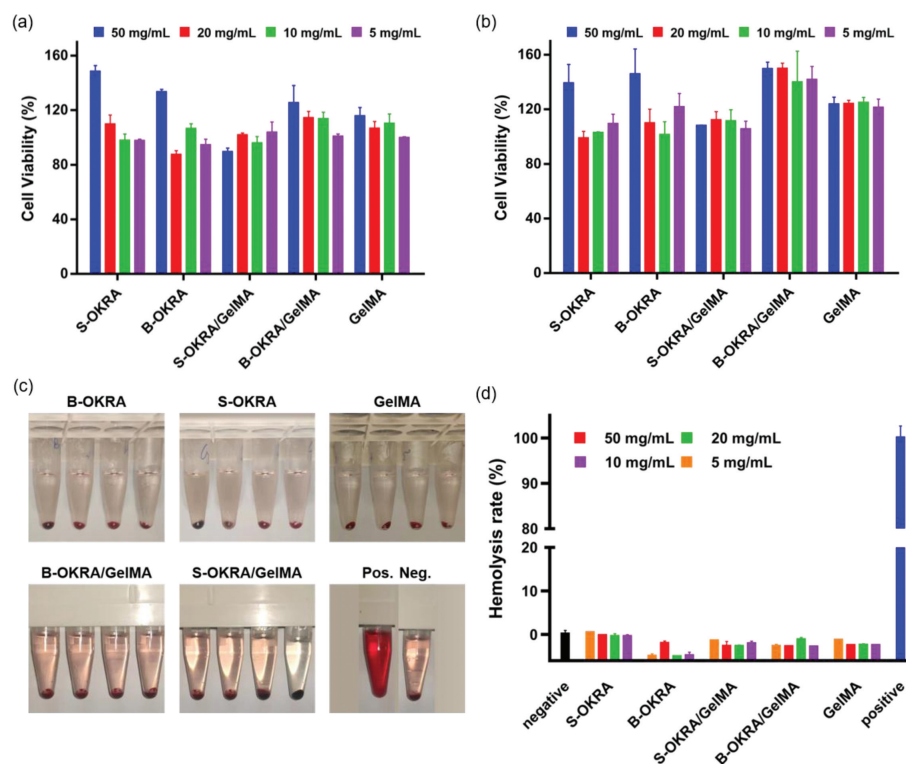 (a)
50 mg/mL 20 mg/mL 10 mg/mL 5 mg/mL
Cell Viability (%)
160
120
80
40
0
S-OKRA
B-OKRA
S-OKRA/GelMA
B-OKRA/GelMA
GelMA
(b)
50 mg/mL 20 mg/mL 10 mg/mL 5 mg/mL
Cell Viability (%)
160
120
80
40
0
S-OKRA
B-OKRA
S-OKRA/GelMA
B-OKRA/GelMA
GelMA
(c)
B-OKRA S-OKRA GelMA
B-OKRA/GelMA S-OKRA/GelMA Pos. Neg.
(d)
50 mg/mL 20 mg/mL
10 mg/mL 5 mg/mL
Hemolysis rate (%)
100
90
80
20
0
negative
S-OKRA
B-OKRA
S-OKRA/GelMA
B-OKRA/GelMA
GelMA
positive